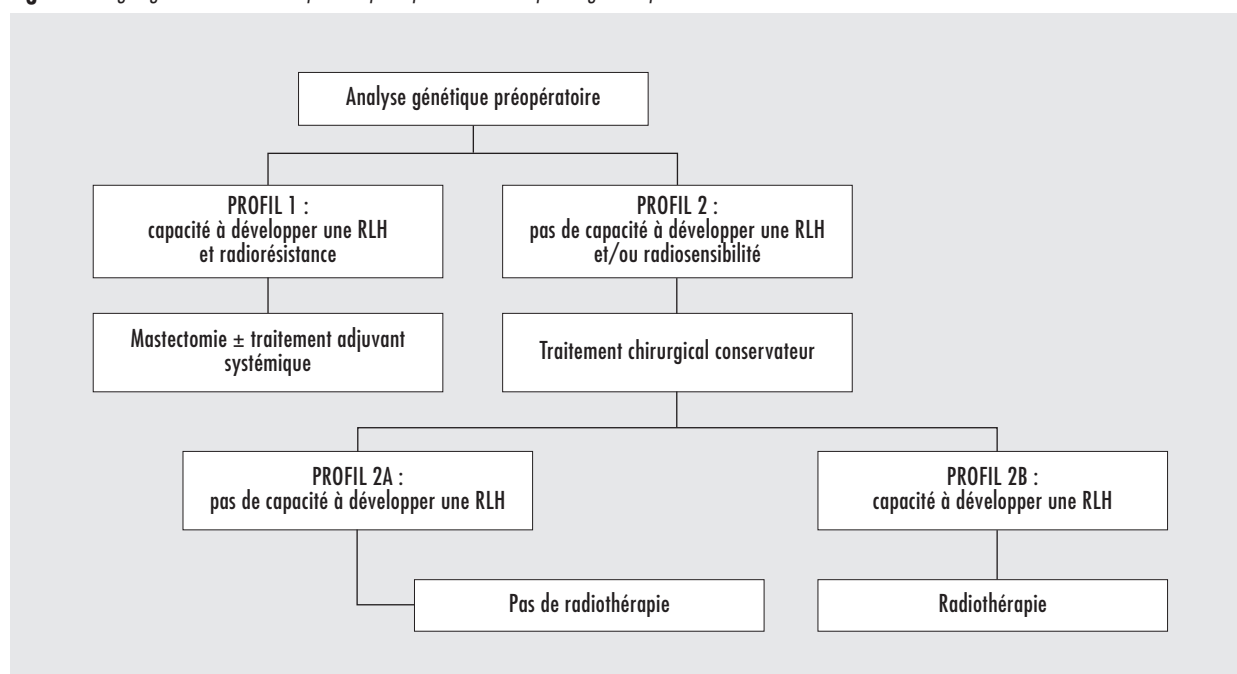 Analyse génétique préopératoire
PROFIL 1 :
capacité à développer une RLH
et radiorésistance
PROFIL 2 :
pas de capacité à développer une RLH
et/ou radiosensibilité
Mastectomie ± traitement adjuvant
systémique
Traitement chirurgical conservateur
PROFIL 2A :
pas de capacité à développer une RLH
PROFIL 2B :
capacité à développer une RLH
Pas de radiothérapie
Radiothérapie